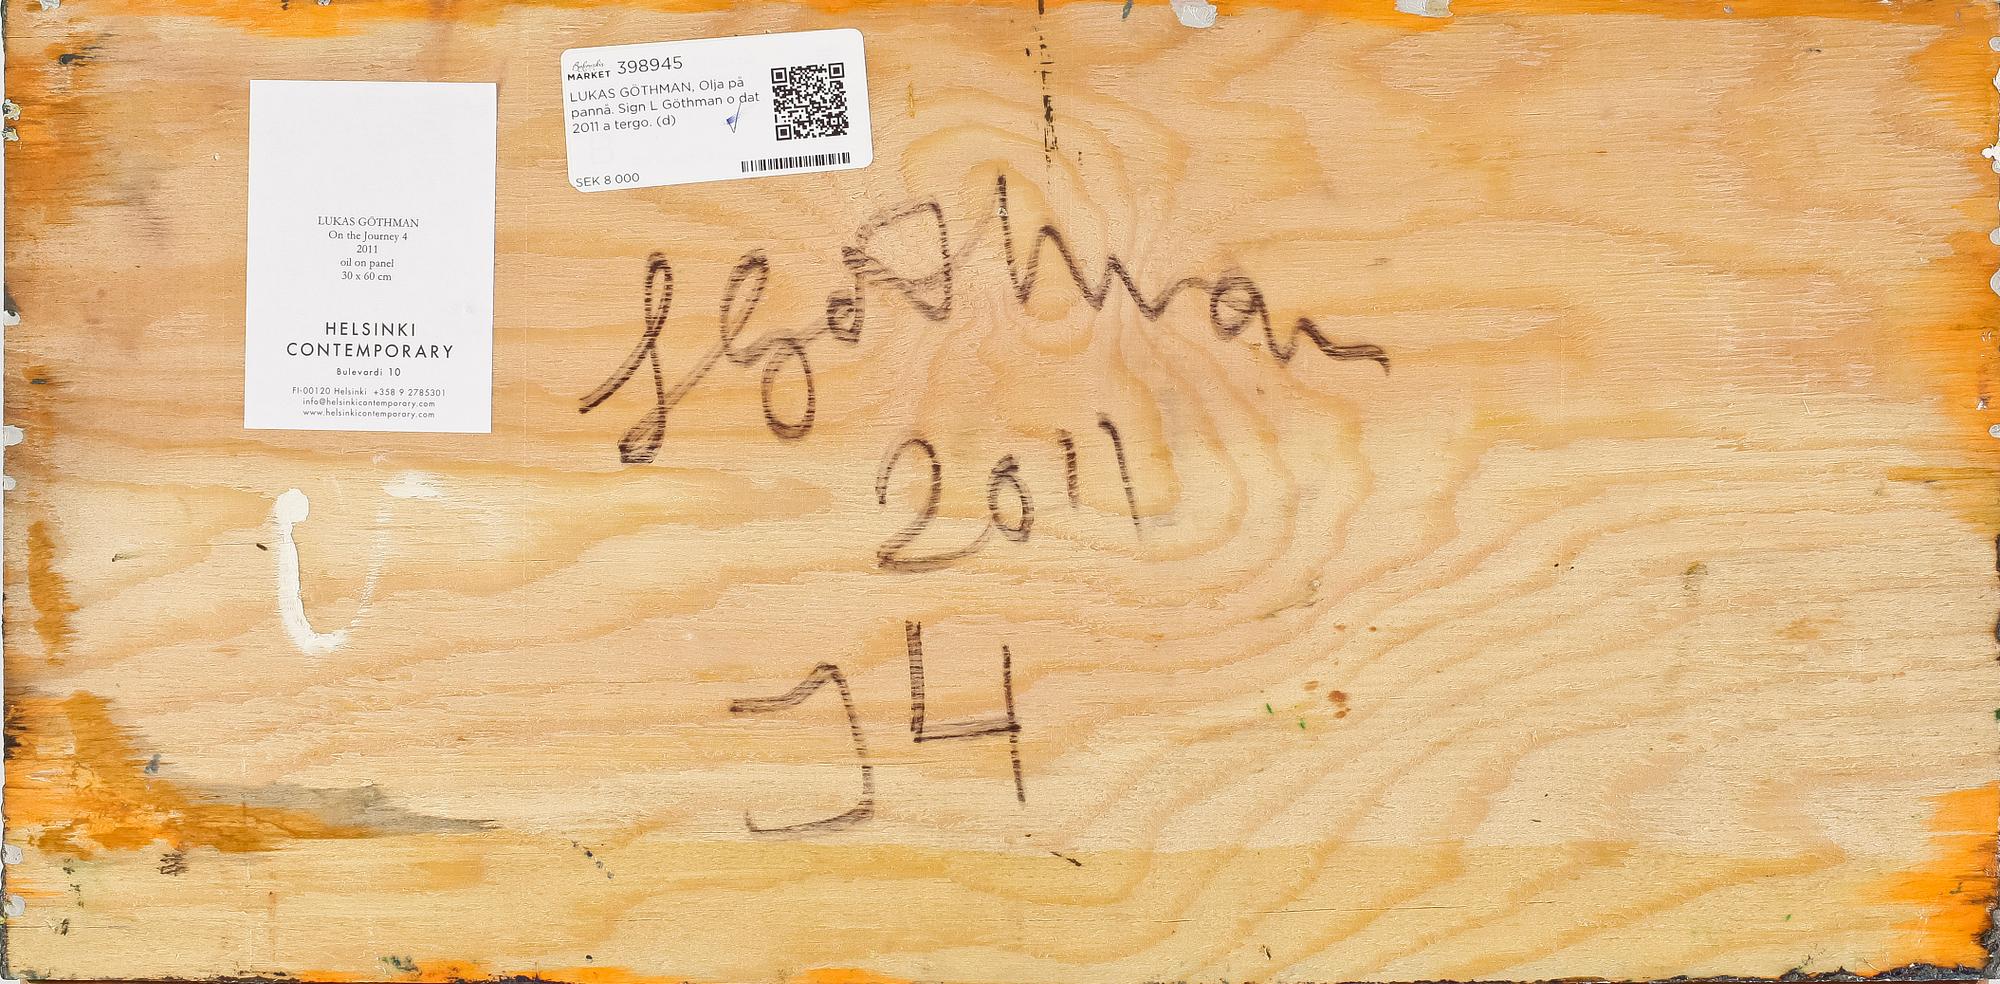 LUKAS GÖTHMAN
On the Journey 4
2011
oil on panel
30 x 60 cm
HELSINKI
CONTEMPORARY
Bulevardi 10
FI-00120 Helsinki +358 9 2785301
info@helsinkicontemporary.com
www.helsinkicontemporary.com
Bukowskis
MARKET 398945
LUKAS GÖTHMAN, Olja på
pannå. Sign L Göthman o dat
2011 a tergo. (d)
SEK 8 000
L Göthman
2011
J4